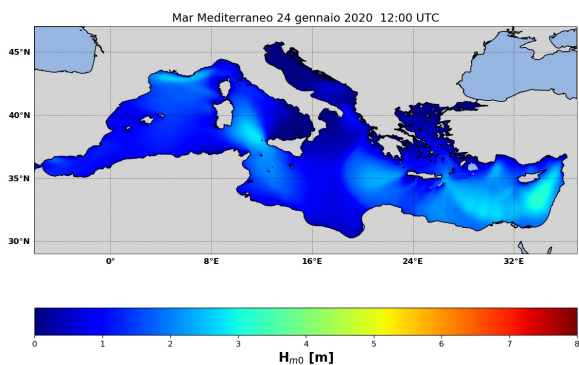 Mar Mediterraneo 24 gennaio 2020 12:00 UTC
45°N
40°N
35°N
30°N
0° 8°E 16°E 24°E 32°E
0 1 2 3 4 5 6 7 8
H_{m0} [m]